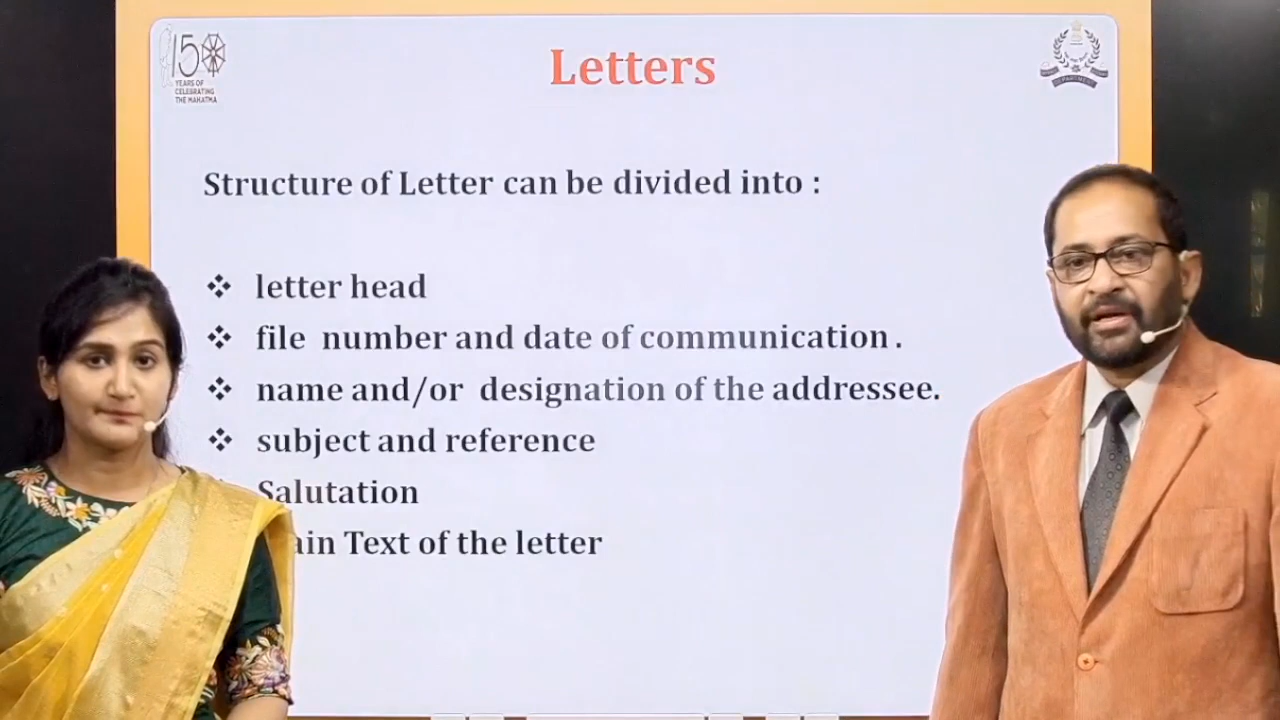 150
YEARS OF
CELEBRATING
THE MAHATMA
Letters
Structure of Letter can be divided into :
letter head
file number and date of communication .
name and/or designation of the addressee.
subject and reference
Salutation
ain Text of the letter